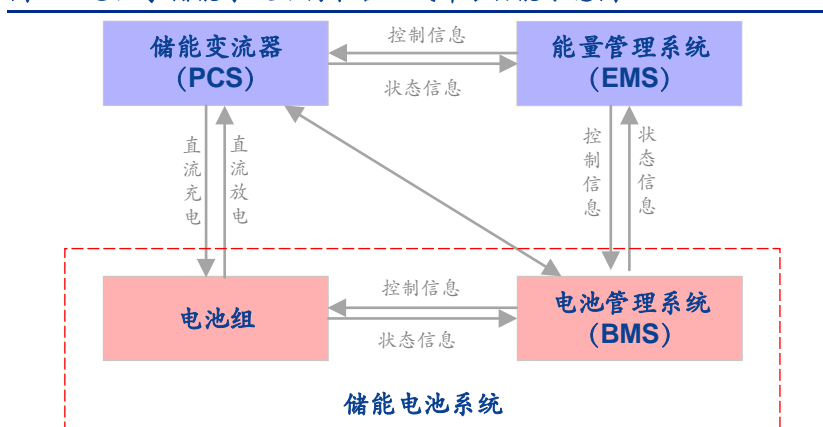 控制信息
储能变流器
（PCS）
能量管理系统
（EMS）
状态信息
直流充电
直流放电
控制信息
状态信息
控制信息
电池组
电池管理系统
（BMS）
状态信息
储能电池系统